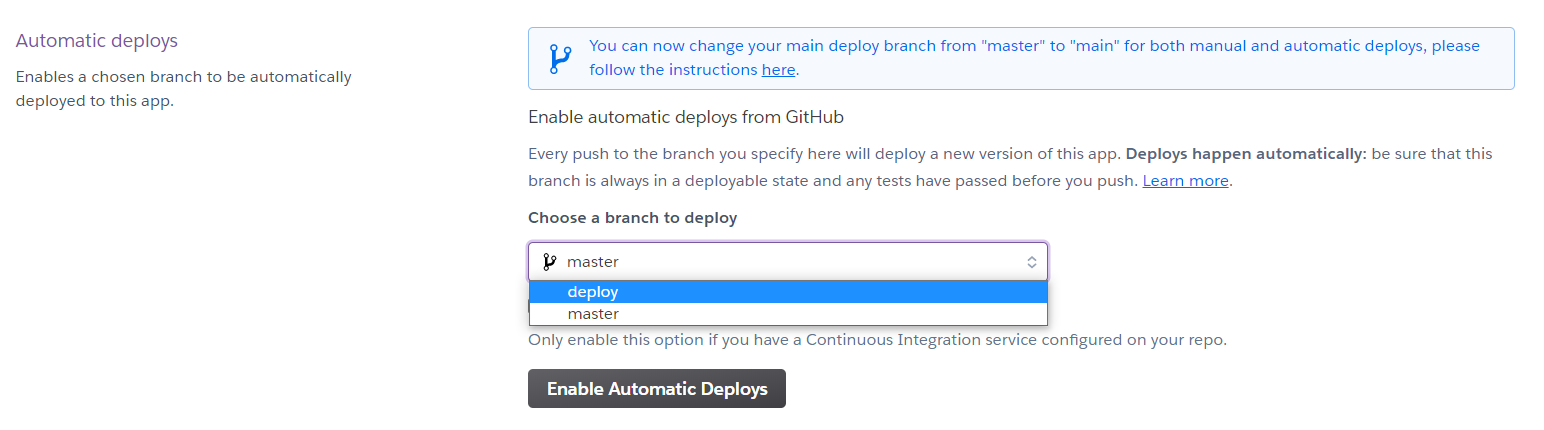 Automatic deploys
Enables a chosen branch to be automatically
deployed to this app.
You can now change your main deploy branch from "master" to "main" for both manual and automatic deploys, please
follow the instructions here.
Enable automatic deploys from GitHub
Every push to the branch you specify here will deploy a new version of this app. Deploys happen automatically: be sure that this
branch is always in a deployable state and any tests have passed before you push. Learn more.
Choose a branch to deploy
master
deploy
master
Only enable this option if you have a Continuous Integration service configured on your repo.
Enable Automatic Deploys